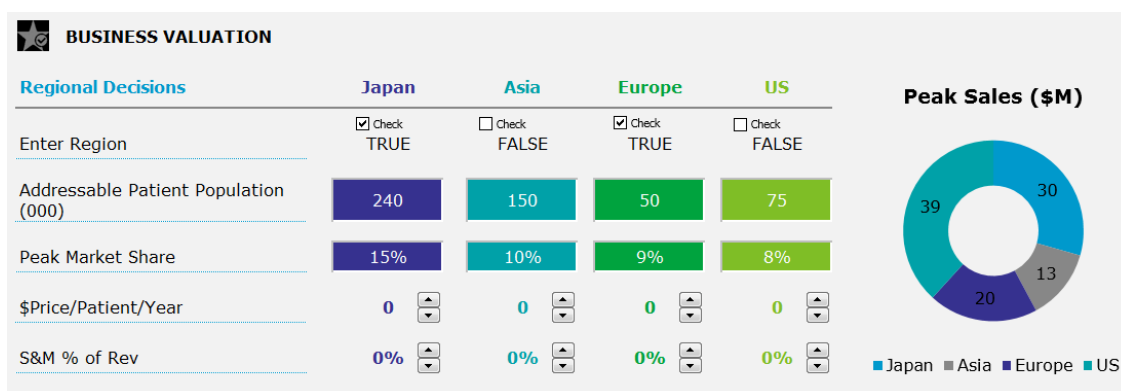 BUSINESS VALUATION
Regional Decisions Japan Asia Europe US
Check Check Check Check
Enter Region TRUE FALSE TRUE FALSE
Addressable Patient Population
(000) 240 150 50 75
Peak Market Share 15% 10% 9% 8%
$Price/Patient/Year 0 0 0 0
S&M % of Rev 0% 0% 0% 0%
Peak Sales ($M)
30
39
13
20
Japan Asia Europe US